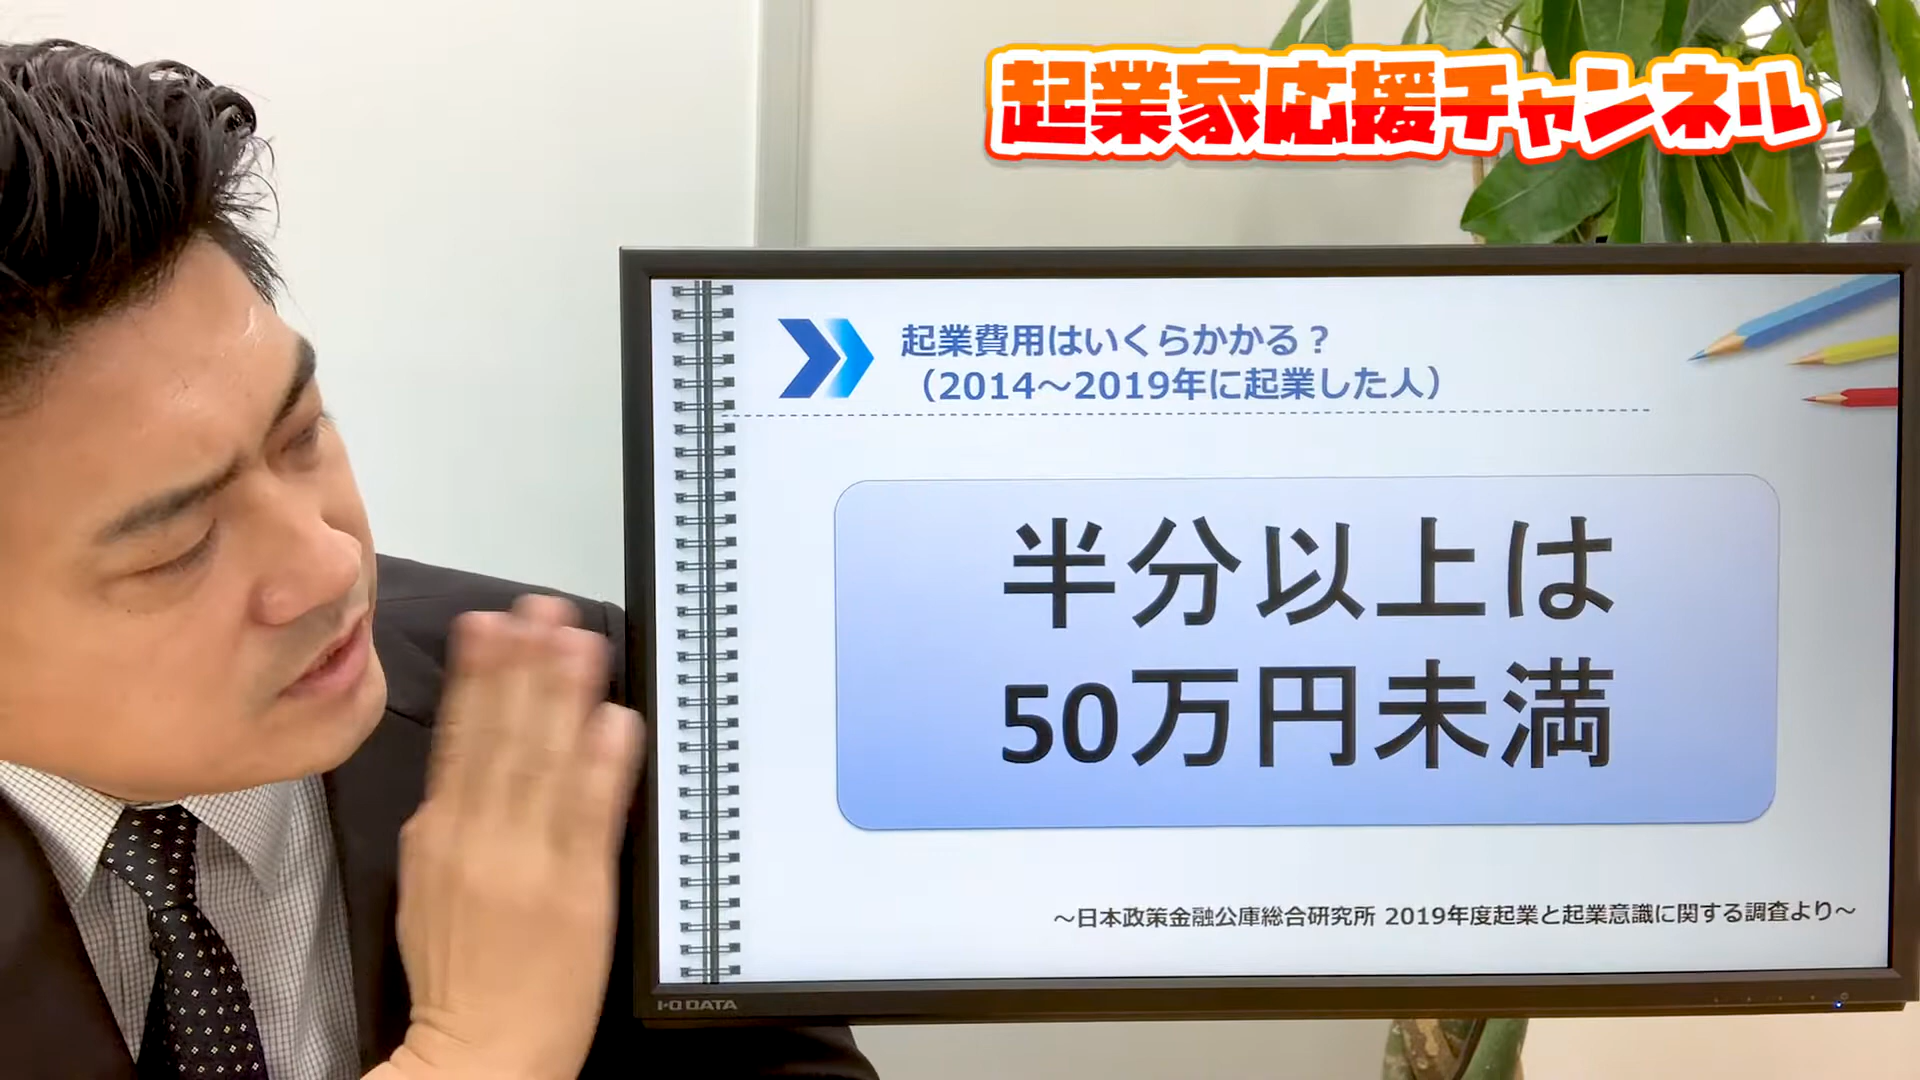 起業家応援チャンネル
起業費用はいくらかかる？
（2014～2019年に起業した人）
半分以上は
50万円未満
～日本政策金融公庫総合研究所 2019年度起業と起業意識に関する調査より～
I-O DATA